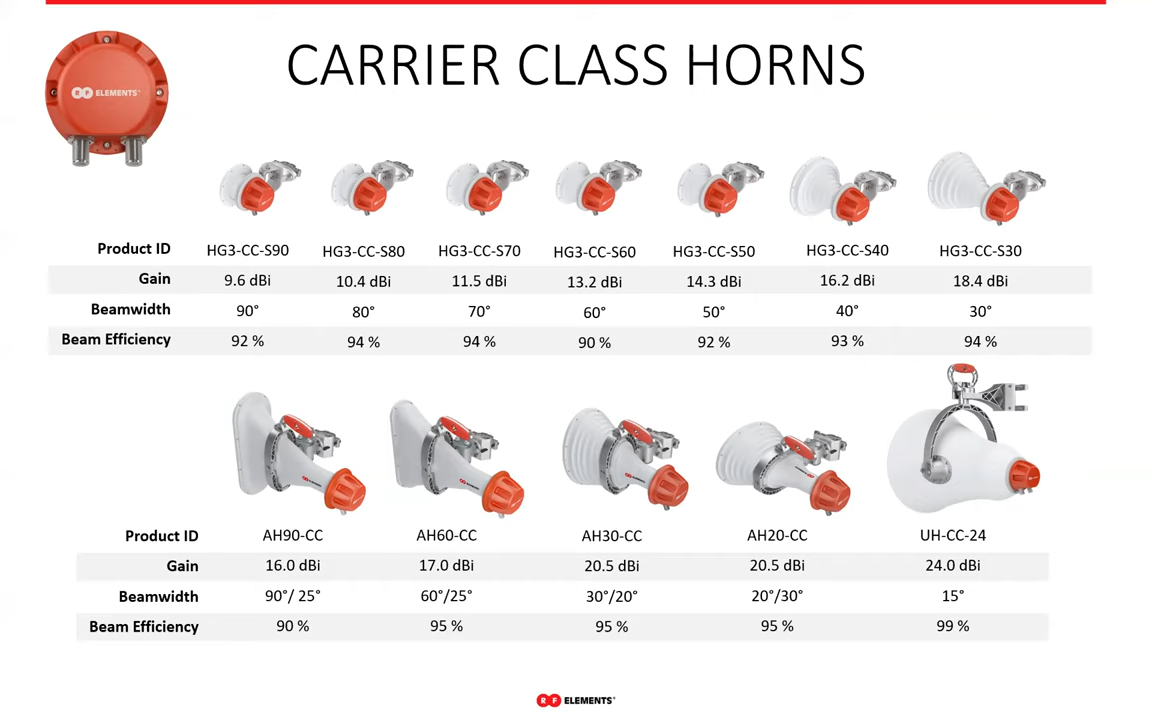 CARRIER CLASS HORNS
RF ELEMENTS®
Product ID HG3-CC-S90 HG3-CC-S80 HG3-CC-S70 HG3-CC-S60 HG3-CC-S50 HG3-CC-S40 HG3-CC-S30
Gain 9.6 dBi 10.4 dBi 11.5 dBi 13.2 dBi 14.3 dBi 16.2 dBi 18.4 dBi
Beamwidth 90° 80° 70° 60° 50° 40° 30°
Beam Efficiency 92 % 94 % 94 % 90 % 92 % 93 % 94 %
Product ID AH90-CC AH60-CC AH30-CC AH20-CC UH-CC-24
Gain 16.0 dBi 17.0 dBi 20.5 dBi 20.5 dBi 24.0 dBi
Beamwidth 90°/ 25° 60°/25° 30°/20° 20°/30° 15°
Beam Efficiency 90 % 95 % 95 % 95 % 99 %
RF ELEMENTS®